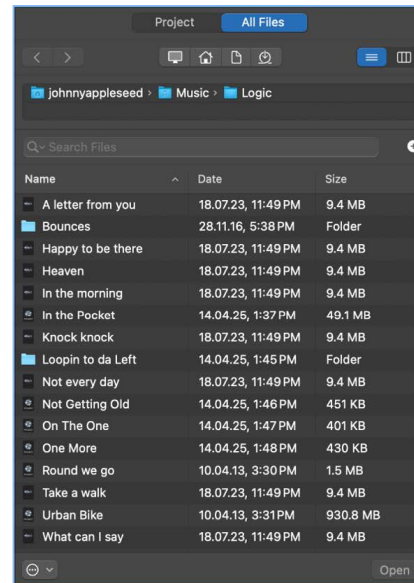 Project All Files
johnnyappleseed › Music › Logic
Search Files
Name Date Size
A letter from you 18.07.23, 11:49 PM 9.4 MB
Bounces 28.11.16, 5:38 PM Folder
Happy to be there 18.07.23, 11:49 PM 9.4 MB
Heaven 18.07.23, 11:49 PM 9.4 MB
In the morning 18.07.23, 11:49 PM 9.4 MB
In the Pocket 14.04.25, 1:37 PM 49.1 MB
Knock knock 18.07.23, 11:49 PM 9.4 MB
Loopin to da Left 14.04.25, 1:45 PM Folder
Not every day 18.07.23, 11:49 PM 9.4 MB
Not Getting Old 14.04.25, 1:46 PM 451 KB
On The One 14.04.25, 1:47 PM 401 KB
One More 14.04.25, 1:48 PM 430 KB
Round we go 10.04.13, 3:30 PM 1.5 MB
Take a walk 18.07.23, 11:49 PM 9.4 MB
Urban Bike 10.04.13, 3:31 PM 930.8 MB
What can I say 18.07.23, 11:49 PM 9.4 MB
Open